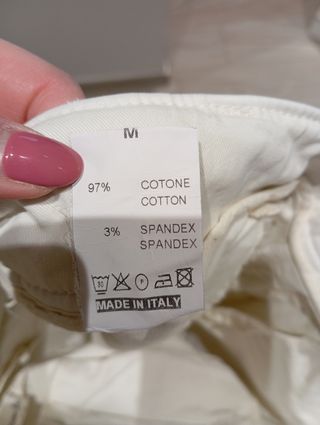 M
97% COTONE
COTTON
3% SPANDEX
SPANDEX
MADE IN ITALY